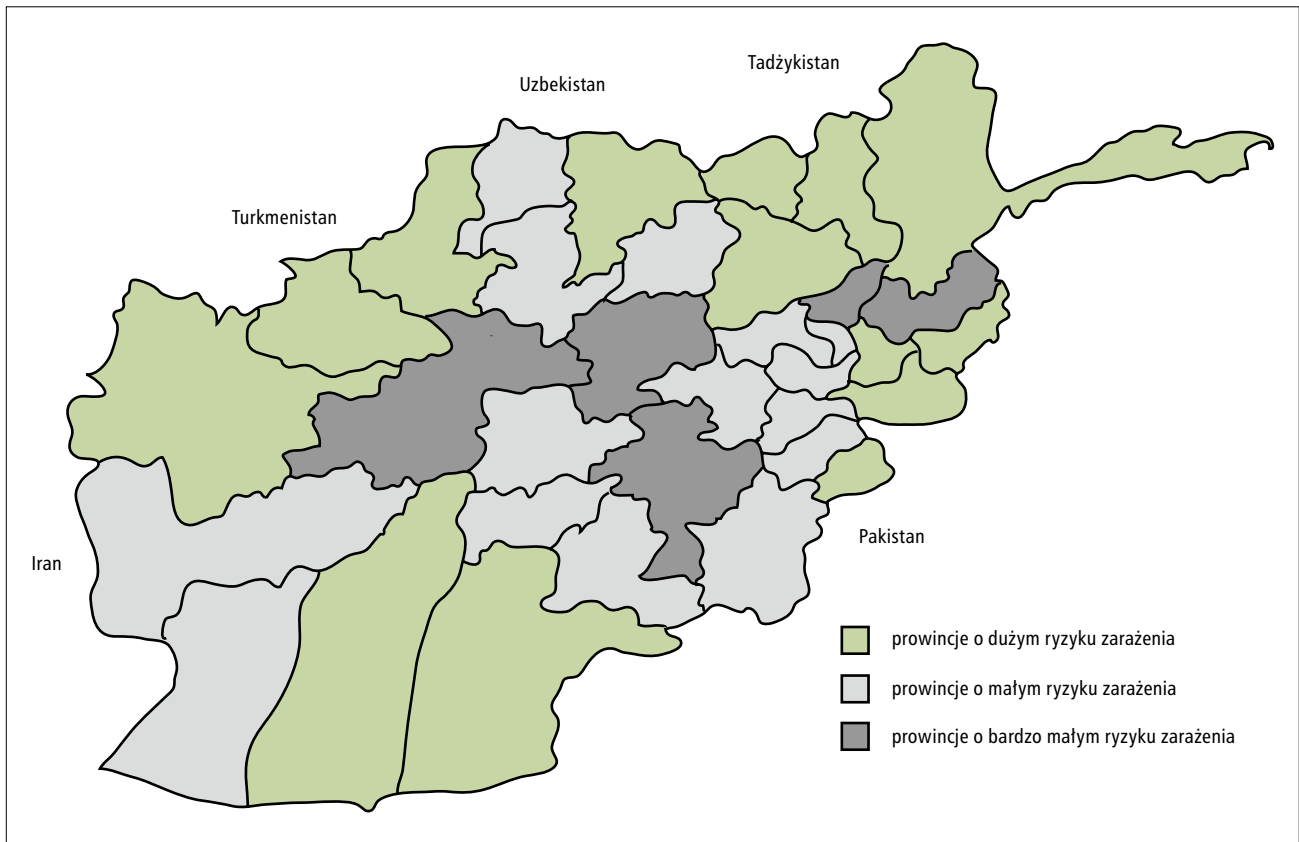 Tadżykistan
Uzbekistan
Turkmenistan
Pakistan
Iran
prowincje o dużym ryzyku zarażenia
prowincje o małym ryzyku zarażenia
prowincje o bardzo małym ryzyku zarażenia